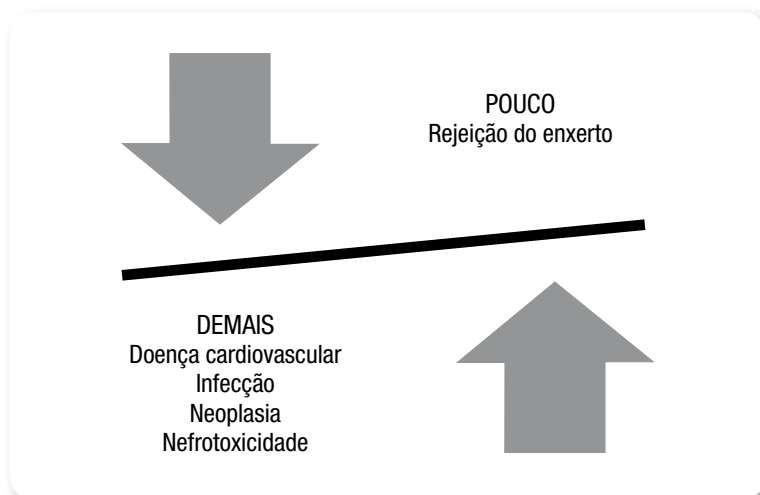 POUCO
Rejeição do enxerto
DEMAIS
Doença cardiovascular
Infecção
Neoplasia
Nefrotoxicidade